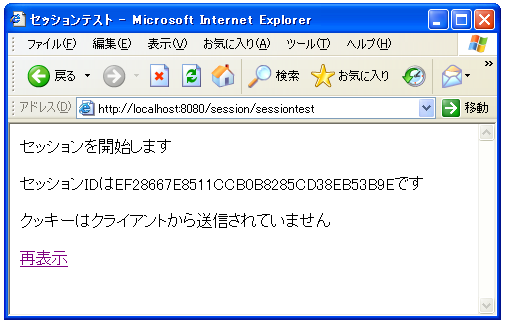 セッションテスト - Microsoft Internet Explorer
ファイル(F) 編集(E) 表示(V) お気に入り(A) ツール(T) ヘルプ(H)
戻る 検索 お気に入り »
アドレス(D) http://localhost:8080/session/sessiontest 移動
セッションを開始します
セッションIDはEF28667E8511CCB0B8285CD38EB53B9Eです
クッキーはクライアントから送信されていません
再表示